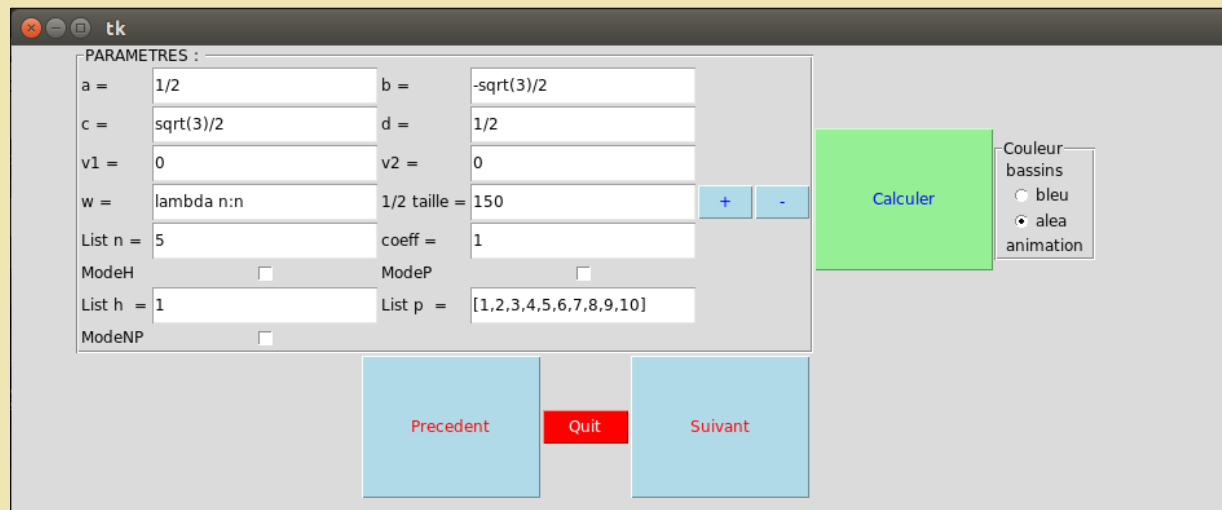 tk
PARAMETRES :
a = 1/2 b = -sqrt(3)/2
c = sqrt(3)/2 d = 1/2
v1 = 0 v2 = 0
w = lambda n:n 1/2 taille = 150 + -
List n = 5 coeff = 1
ModeH ModeP
List h = 1 List p = [1,2,3,4,5,6,7,8,9,10]
ModeNP
Calculer
Couleur
bassins
bleu
alea
animation
Precedent Quit Suivant